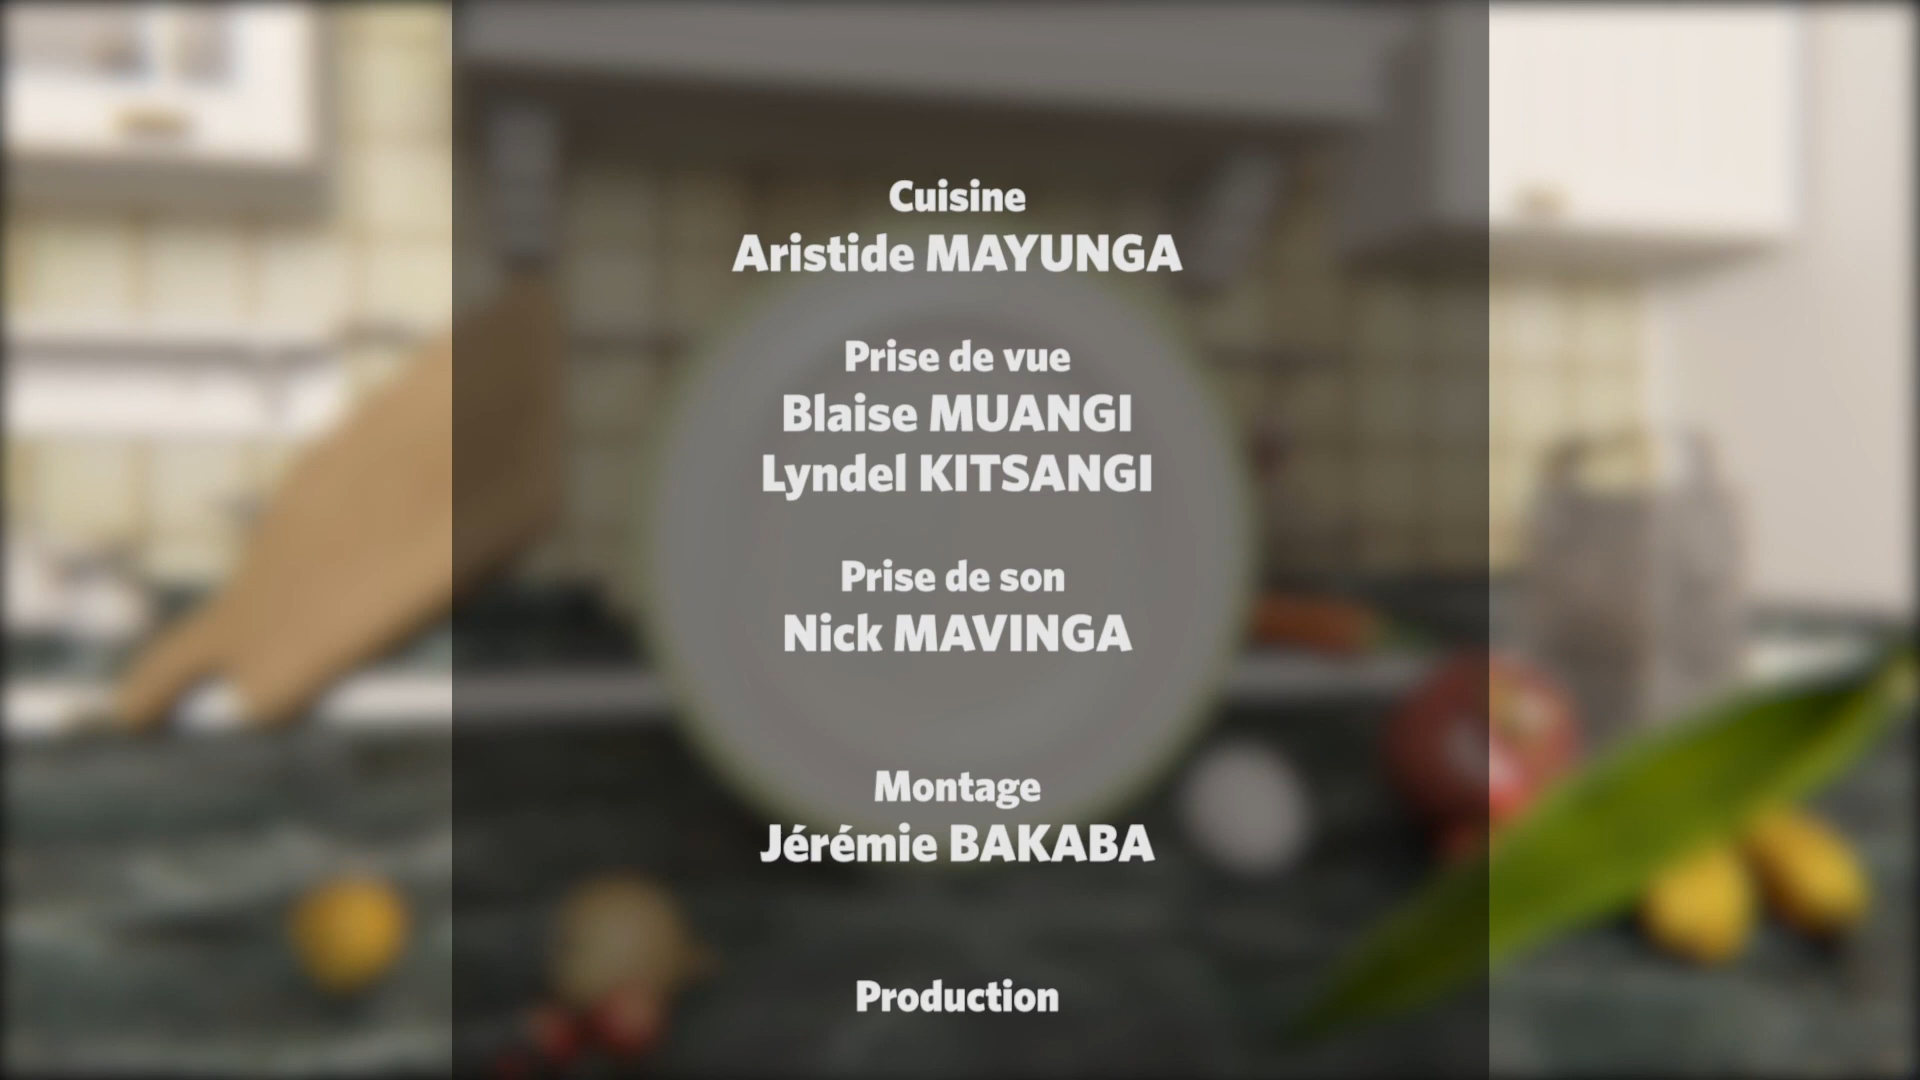 Cuisine
Aristide MAYUNGA
Prise de vue
Blaise MUANGI
Lyndel KITSANGI
Prise de son
Nick MAVINGA
Montage
Jérémie BAKABA
Production